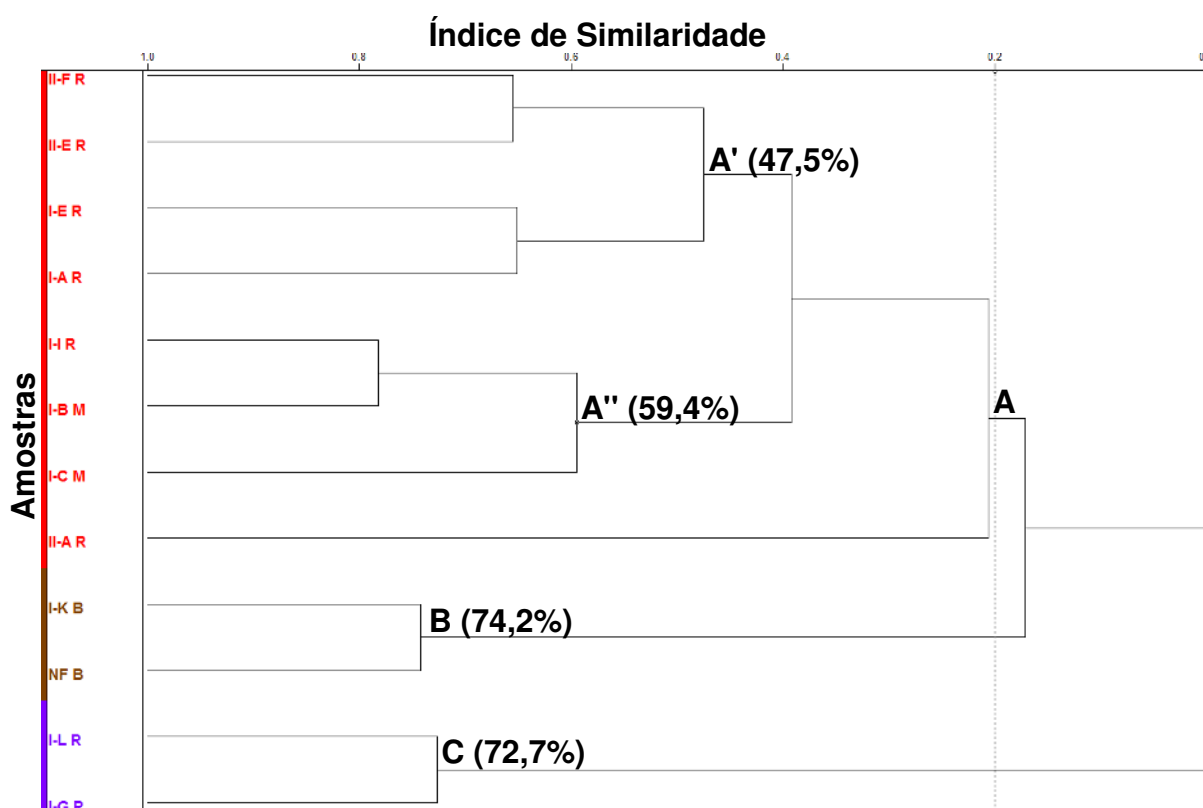 Índice de Similaridade
1.0 0.8 0.6 0.4 0.2
II-F R
II-E R
A' (47,5%)
I-E R
I-A R
I-I R
A
I-B M
A'' (59,4%)
Amostras
I-C M
II-A R
I-K B
B (74,2%)
NF B
I-L R
C (72,7%)